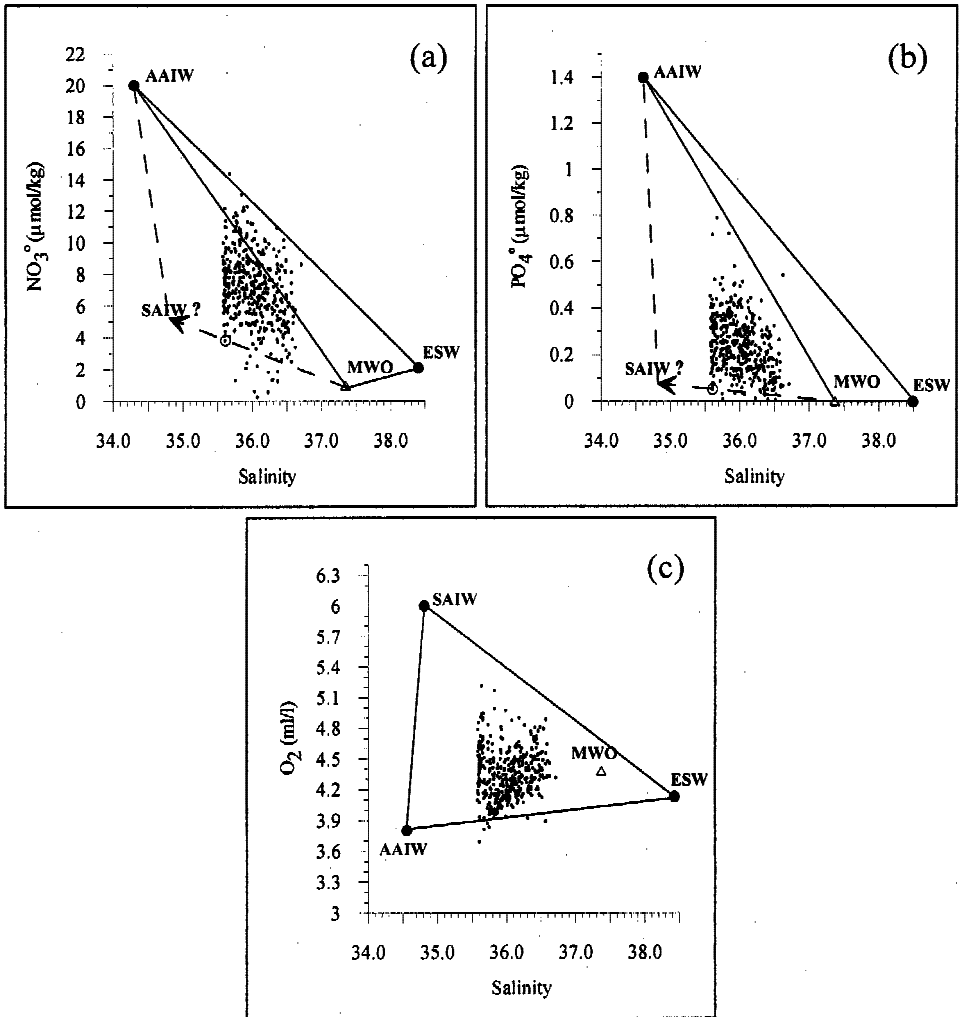 (a)
22
20
18
16
14
12
10
8
6
4
2
0
NO3° (µmol/kg)
AAIW
SAIW ?
MWO
ESW
34.0 35.0 36.0 37.0 38.0
Salinity
(b)
1.4
1.2
1
0.8
0.6
0.4
0.2
0
PO4° (µmol/kg)
AAIW
SAIW ?
MWO
ESW
34.0 35.0 36.0 37.0 38.0
Salinity
(c)
6.3
6
5.7
5.4
5.1
4.8
4.5
4.2
3.9
3.6
3.3
3
O2 (ml/l)
SAIW
MWO
ESW
AAIW
34.0 35.0 36.0 37.0 38.0
Salinity